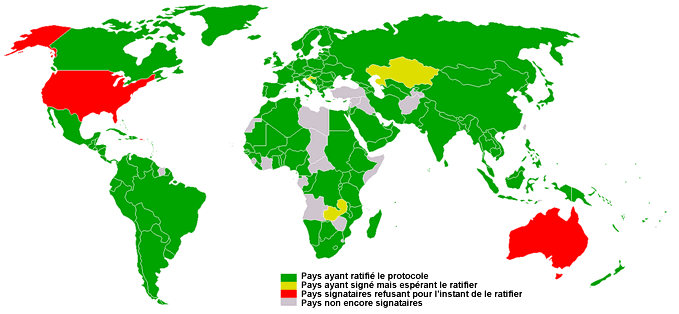 Pays ayant ratifié le protocole
Pays ayant signé mais espérant le ratifier
Pays signataires refusant pour l'instant de le ratifier
Pays non encore signataires